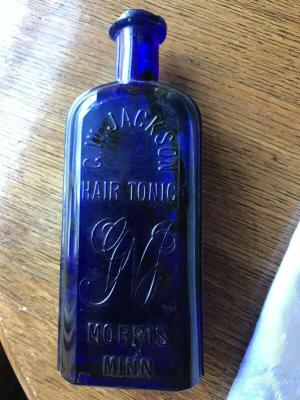 G.W. JACKSON
HAIR TONIC
GWJ
MORRIS
MINN